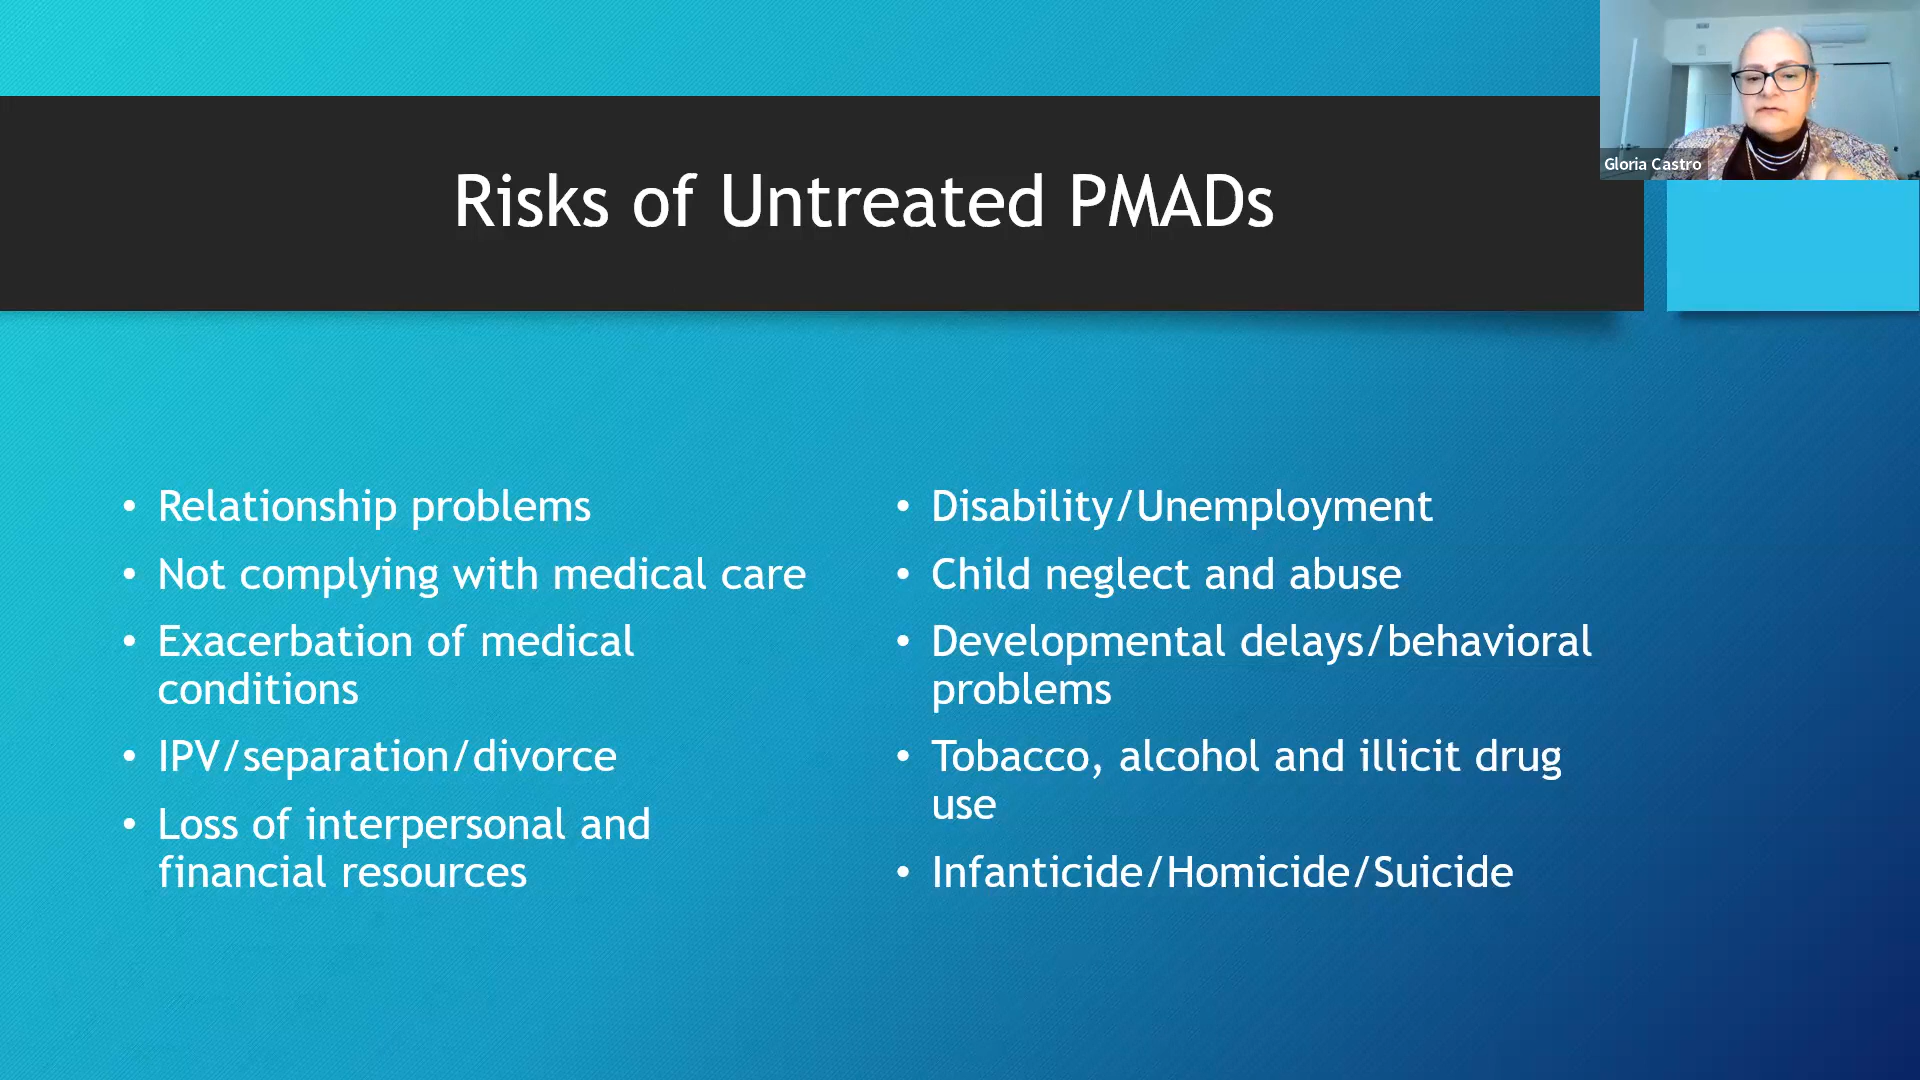 Gloria Castro
Risks of Untreated PMADs
• Relationship problems
• Not complying with medical care
• Exacerbation of medical
conditions
• IPV/separation/divorce
• Loss of interpersonal and
financial resources
• Disability/Unemployment
• Child neglect and abuse
• Developmental delays/behavioral
problems
• Tobacco, alcohol and illicit drug
use
• Infanticide/Homicide/Suicide